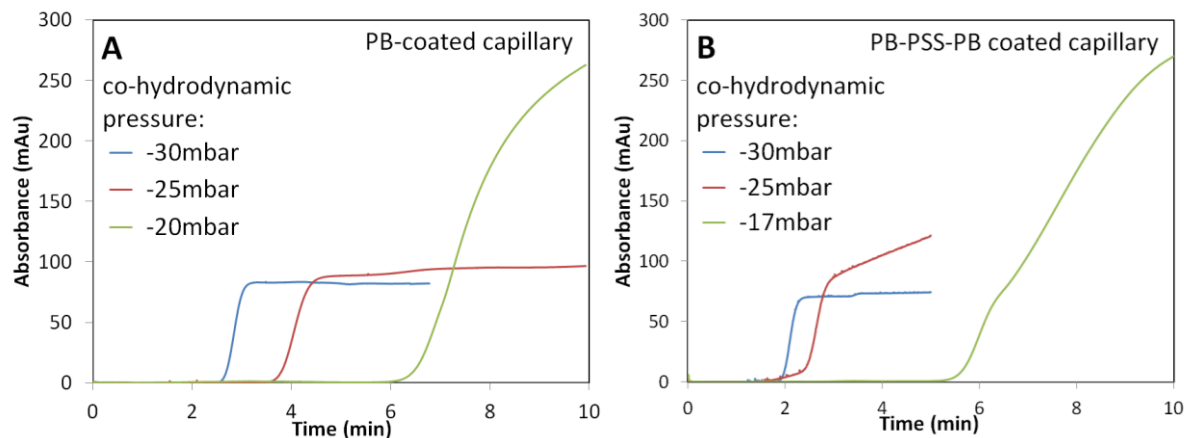 A
PB-coated capillary
co-hydrodynamic
pressure:
-30mbar
-25mbar
-20mbar
Absorbance (mAu)
300
250
200
150
100
50
0
0 2 4 6 8 10
Time (min)
B
PB-PSS-PB coated capillary
co-hydrodynamic
pressure:
-30mbar
-25mbar
-17mbar
Absorbance (mAu)
300
250
200
150
100
50
0
0 2 4 6 8 10
Time (min)